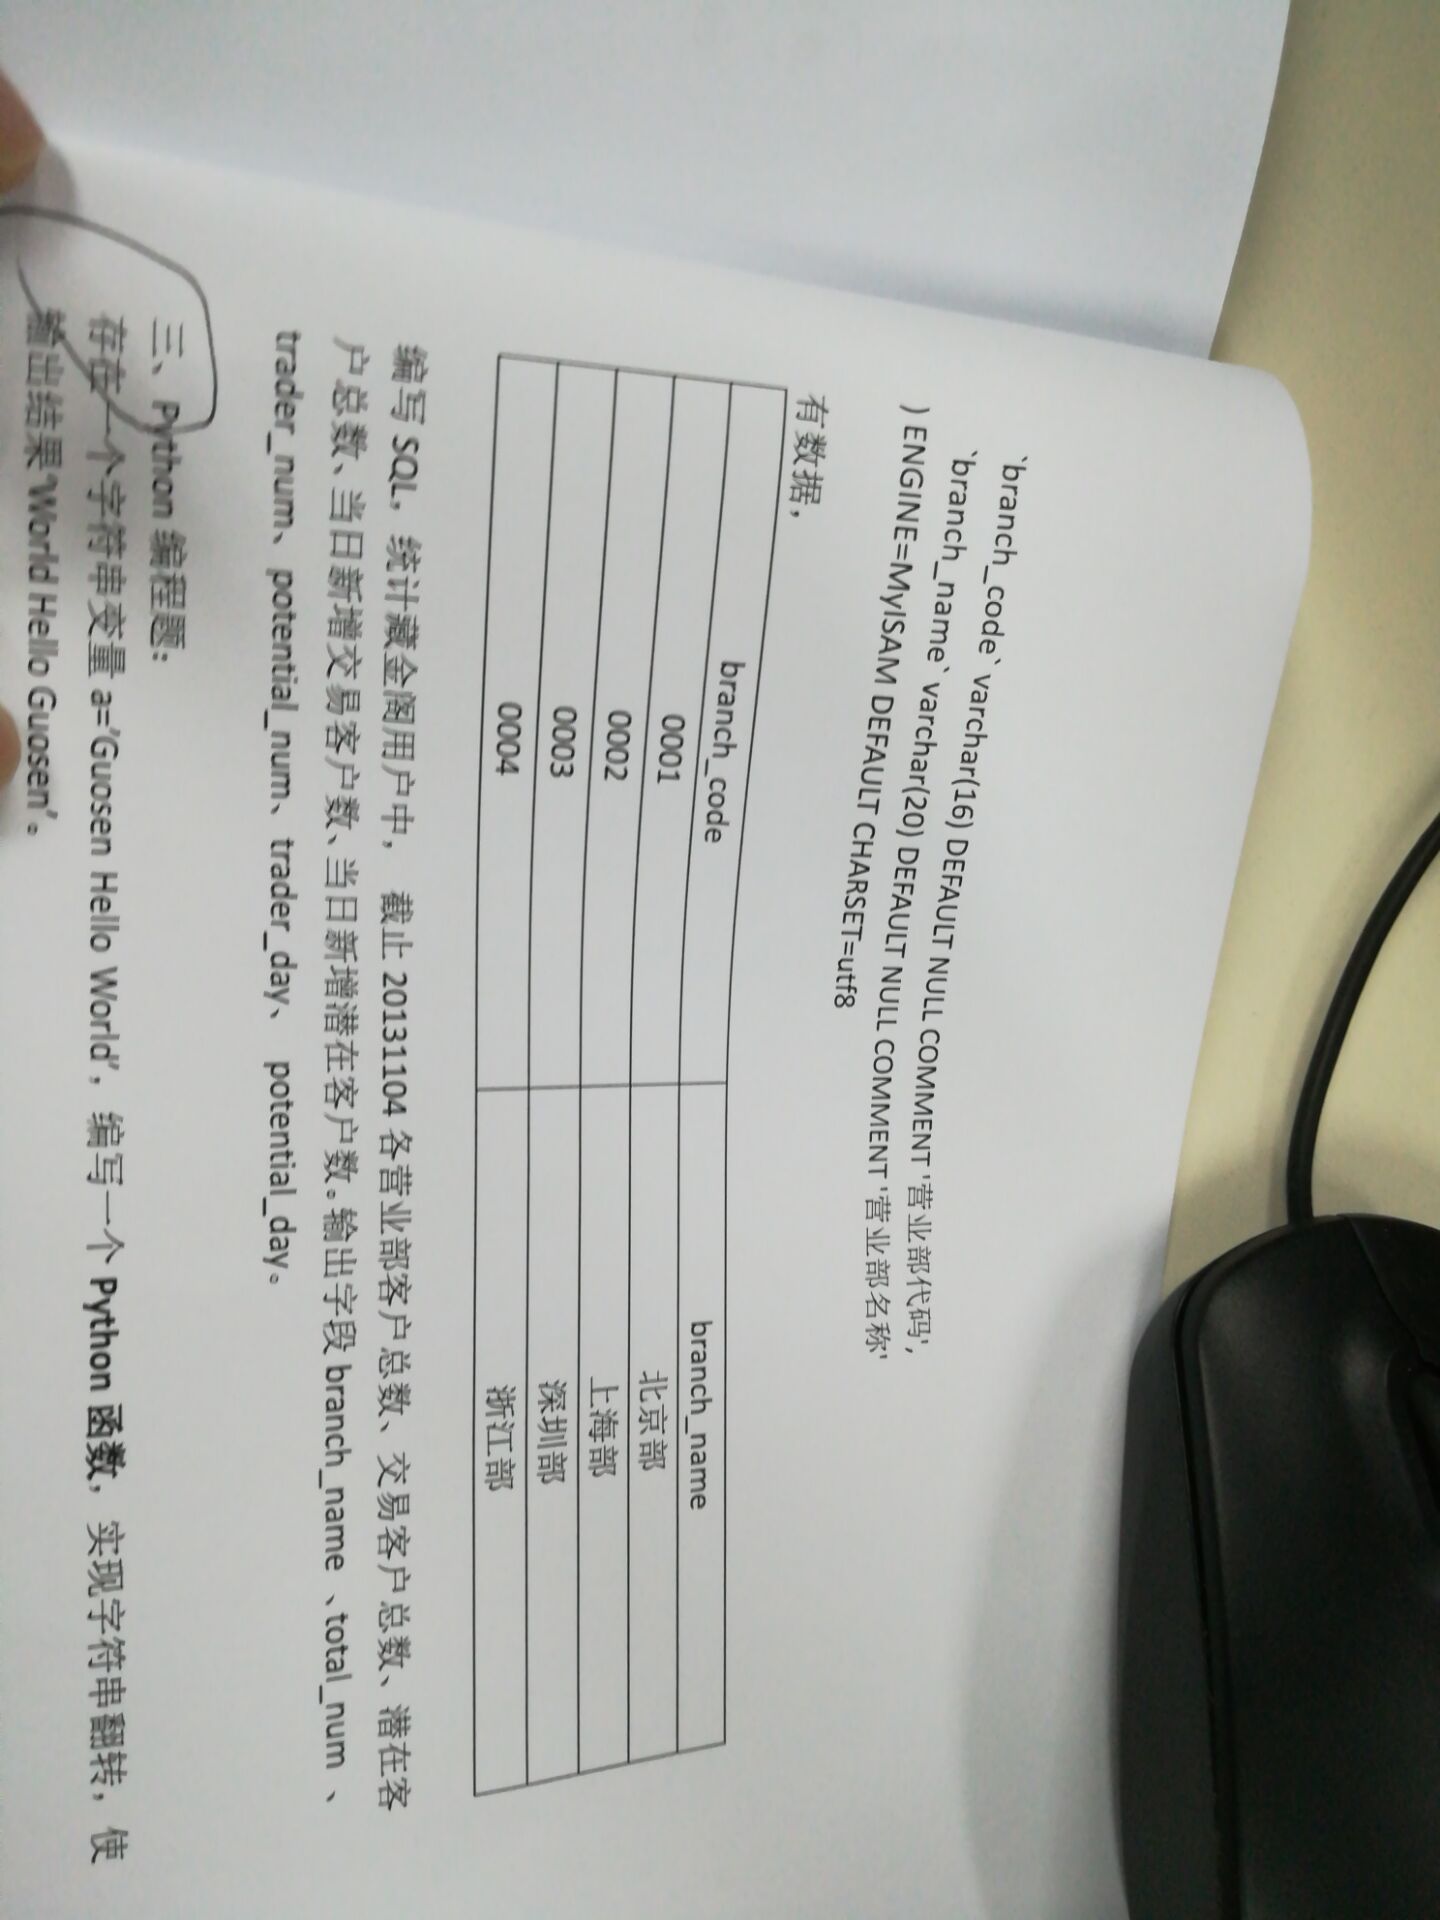 `branch_code` varchar(16) DEFAULT NULL COMMENT '营业部代码',
`branch_name` varchar(20) DEFAULT NULL COMMENT '营业部名称'
) ENGINE=MyISAM DEFAULT CHARSET=utf8
有数据，
branch_code branch_name
0001 北京部
0002 上海部
0003 深圳部
0004 浙江部
编写 SQL，统计藏金阁用户中， 截止 20131104 各营业部客户总数、交易客户总数、潜在客
户总数、当日新增交易客户数、当日新增潜在客户数。输出字段 branch_name 、total_num 、
trader_num、potential_num、trader_day、 potential_day。
三、Python 编程题：
存在一个字符串变量 a='Guosen Hello World'，编写一个 Python 函数，实现字符串翻转，使
输出结果'World Hello Guosen'。